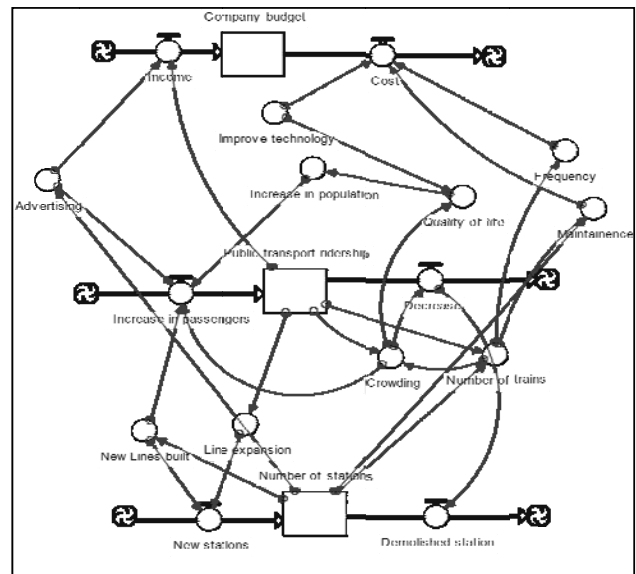 Company budget
Income
Cost
Improve technology
Frequency
Increase in population
Advertising
Quality of life
Maintainence
Public transport ridership
Decrease
Increase in passengers
Crowding
Number of trains
New Lines built
Line expansion
Number of stations
New stations
Demolished station